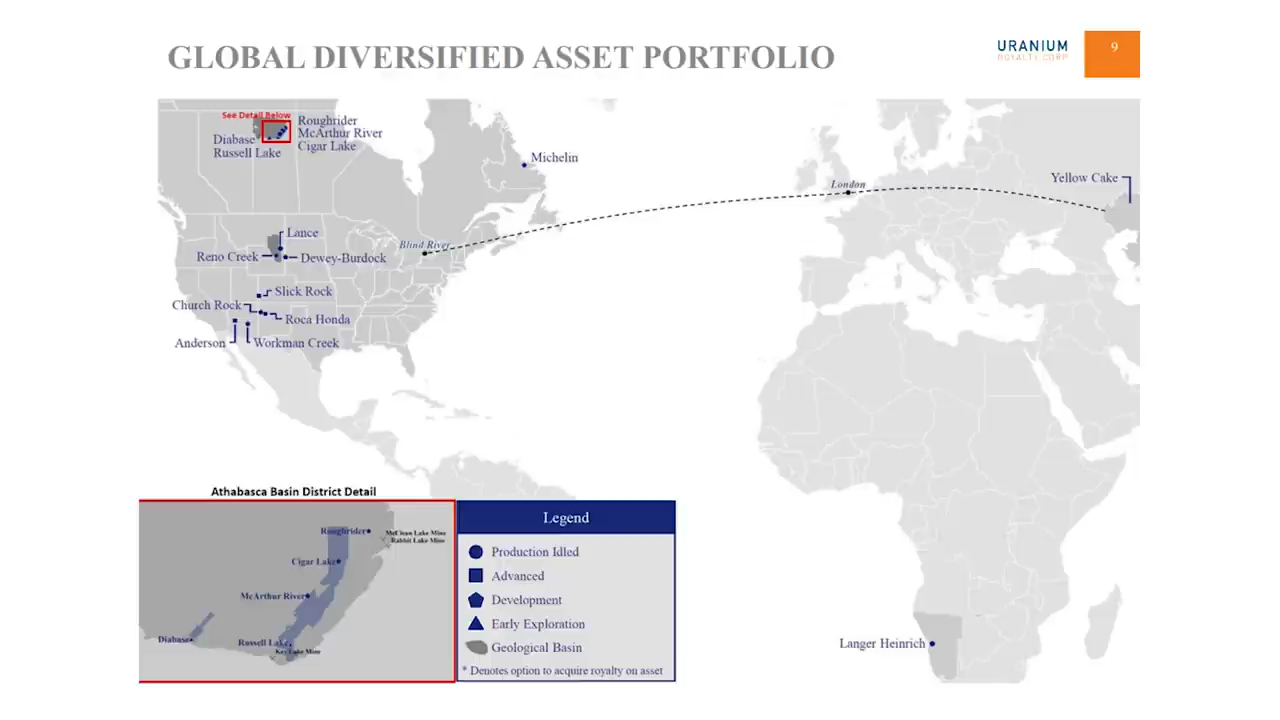 GLOBAL DIVERSIFIED ASSET PORTFOLIO
URANIUM
ROYALTY CORP
9
See Detail Below
Roughrider
McArthur River
Cigar Lake
Diabase
Russell Lake
Michelin
London
Yellow Cake
Lance
Blind River
Reno Creek
Dewey-Burdock
Slick Rock
Church Rock
Roca Honda
Anderson
Workman Creek
Athabasca Basin District Detail
Roughrider
McClean Lake Mine
Rabbit Lake Mine
Cigar Lake
McArthur River
Diabase
Russell Lake
Key Lake Mine
Legend
Production Idled
Advanced
Development
Early Exploration
Geological Basin
* Denotes option to acquire royalty on asset
Langer Heinrich